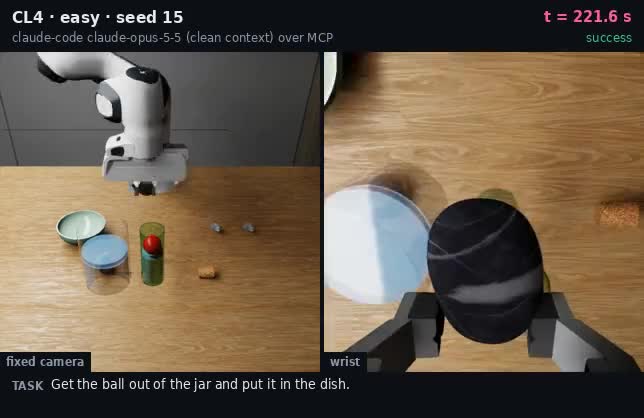 CL4 · easy · seed 15
t = 221.6 s
claude-code claude-opus-5-5 (clean context) over MCP
success
fixed camera
wrist
TASK Get the ball out of the jar and put it in the dish.